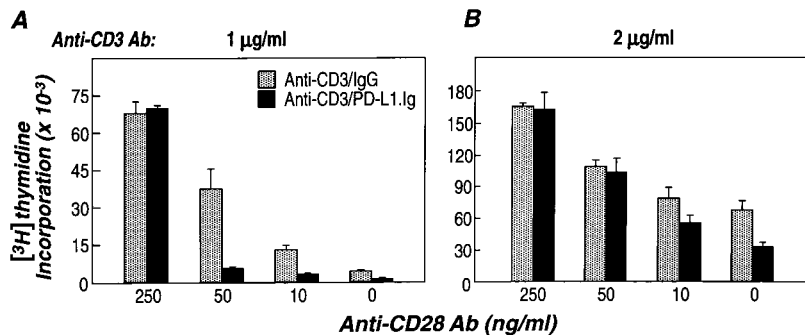 A
B
Anti-CD3 Ab: 1 µg/ml 2 µg/ml
[³H] thymidine
Incorporation (x 10⁻³)
75
60
45
30
15
0
Anti-CD3/IgG
Anti-CD3/PD-L1.Ig
250 50 10 0
180
150
120
90
60
30
250 50 10 0
Anti-CD28 Ab (ng/ml)